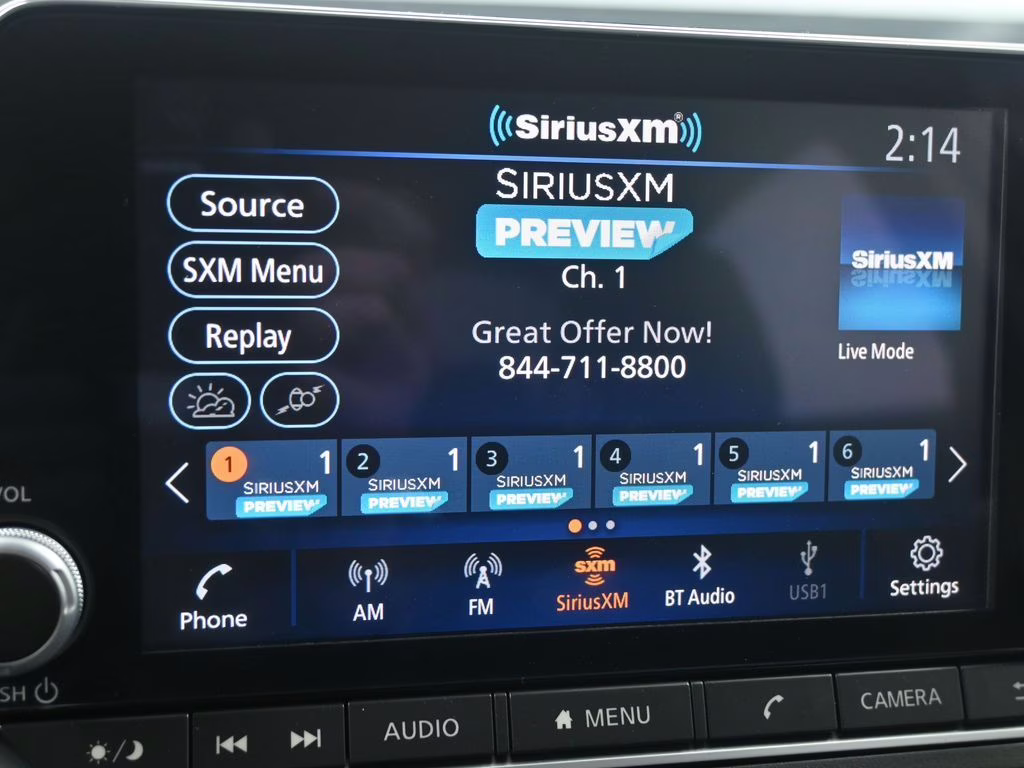 SiriusXM®
2:14
SIRIUSXM
PREVIEW
Ch. 1
Great Offer Now!
844-711-8800
Source
SXM Menu
Replay
SiriusXM
Live Mode
1 1 2 1 3 1 4 1 5 1 6 1
SIRIUSXM SIRIUSXM SIRIUSXM SIRIUSXM SIRIUSXM SIRIUSXM
PREVIEW PREVIEW PREVIEW PREVIEW PREVIEW PREVIEW
sxm
Phone AM FM SiriusXM BT Audio USB1 Settings
VOL
SH
AUDIO MENU CAMERA